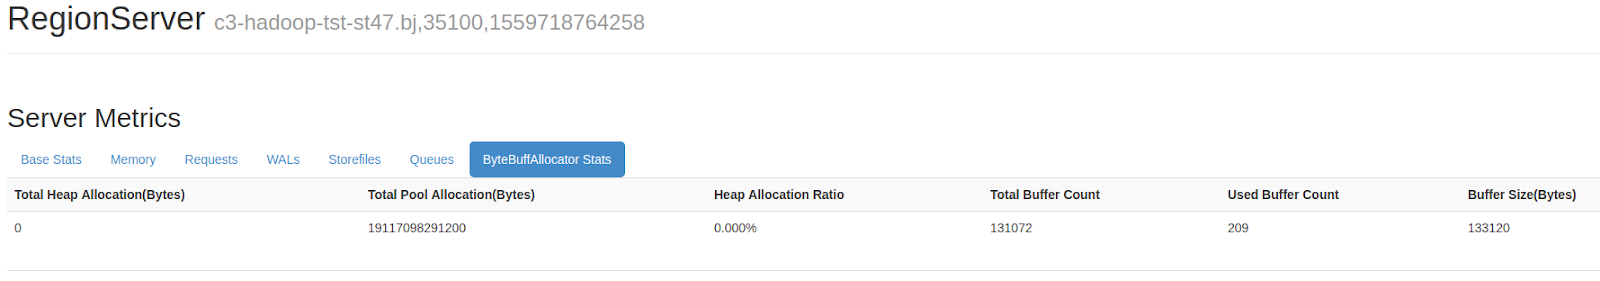 RegionServer c3-hadoop-tst-st47.bj,35100,1559718764258
Server Metrics
Base Stats Memory Requests WALs Storefiles Queues ByteBuffAllocator Stats
Total Heap Allocation(Bytes) Total Pool Allocation(Bytes) Heap Allocation Ratio Total Buffer Count Used Buffer Count Buffer Size(Bytes)
0 19117098291200 0.000% 131072 209 133120